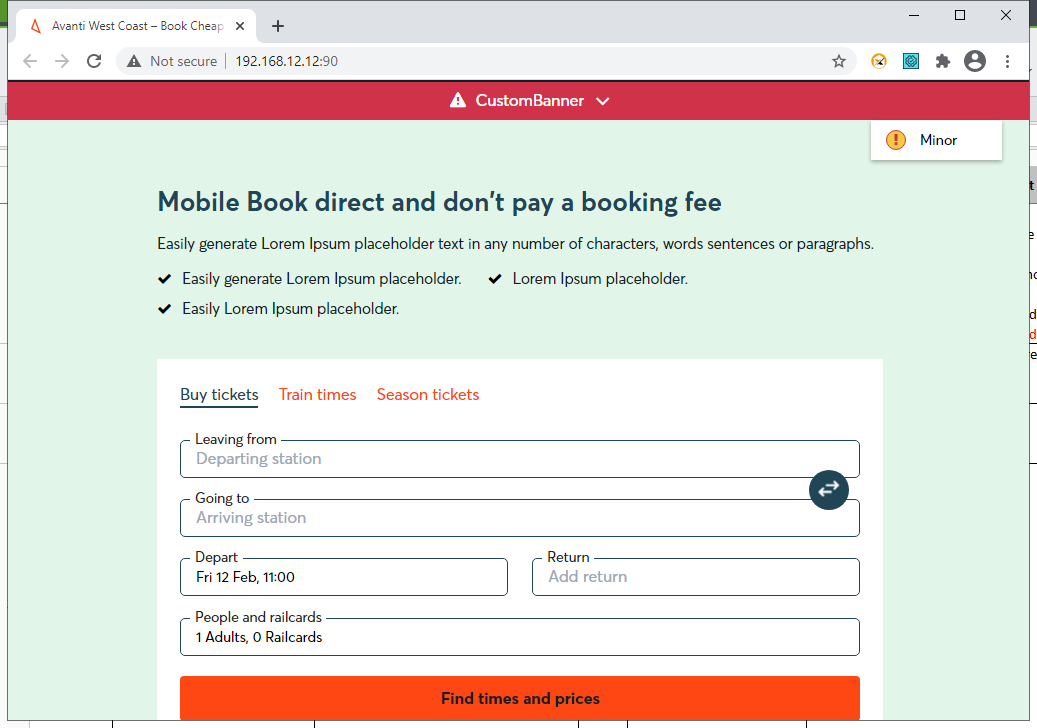 Avanti West Coast – Book Cheap
Not secure | 192.168.12.12:90
CustomBanner
Minor
Mobile Book direct and don't pay a booking fee
Easily generate Lorem Ipsum placeholder text in any number of characters, words sentences or paragraphs.
Easily generate Lorem Ipsum placeholder. Lorem Ipsum placeholder.
Easily Lorem Ipsum placeholder.
Buy tickets Train times Season tickets
Leaving from
Departing station
Going to
Arriving station
Depart Return
Fri 12 Feb, 11:00 Add return
People and railcards
1 Adults, 0 Railcards
Find times and prices